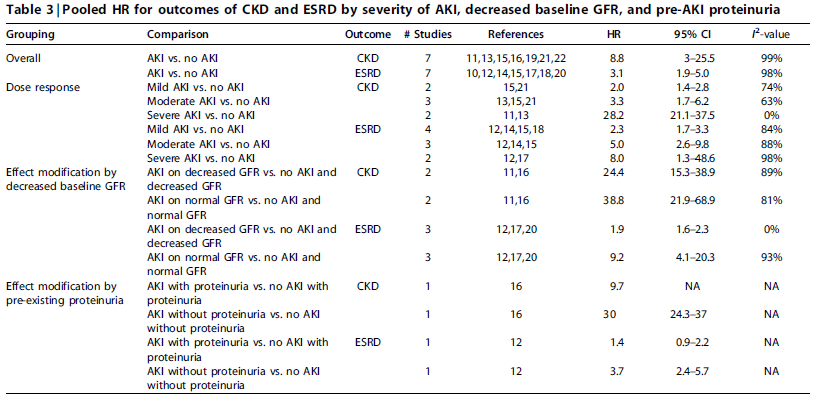 Table 3 | Pooled HR for outcomes of CKD and ESRD by severity of AKI, decreased baseline GFR, and pre-AKI proteinuria
Grouping Comparison Outcome # Studies References HR 95% CI I²-value
Overall AKI vs. no AKI CKD 7 11,13,15,16,19,21,22 8.8 3–25.5 99%
AKI vs. no AKI ESRD 7 10,12,14,15,17,18,20 3.1 1.9–5.0 98%
Dose response Mild AKI vs. no AKI CKD 2 15,21 2.0 1.4–2.8 74%
Moderate AKI vs. no AKI 3 13,15,21 3.3 1.7–6.2 63%
Severe AKI vs. no AKI 2 11,13 28.2 21.1–37.5 0%
Mild AKI vs. no AKI ESRD 4 12,14,15,18 2.3 1.7–3.3 84%
Moderate AKI vs. no AKI 3 12,14,15 5.0 2.6–9.8 88%
Severe AKI vs. no AKI 2 12,17 8.0 1.3–48.6 98%
Effect modification by AKI on decreased GFR vs. no AKI and CKD 2 11,16 24.4 15.3–38.9 89%
decreased baseline GFR decreased GFR
AKI on normal GFR vs. no AKI and 2 11,16 38.8 21.9–68.9 81%
normal GFR
AKI on decreased GFR vs. no AKI and ESRD 3 12,17,20 1.9 1.6–2.3 0%
decreased GFR
AKI on normal GFR vs. no AKI and 3 12,17,20 9.2 4.1–20.3 93%
normal GFR
Effect modification by AKI with proteinuria vs. no AKI with CKD 1 16 9.7 NA NA
pre-existing proteinuria proteinuria
AKI without proteinuria vs. no AKI 1 16 30 24.3–37 NA
without proteinuria
AKI with proteinuria vs. no AKI with ESRD 1 12 1.4 0.9–2.2 NA
proteinuria
AKI without proteinuria vs. no AKI 1 12 3.7 2.4–5.7 NA
without proteinuria